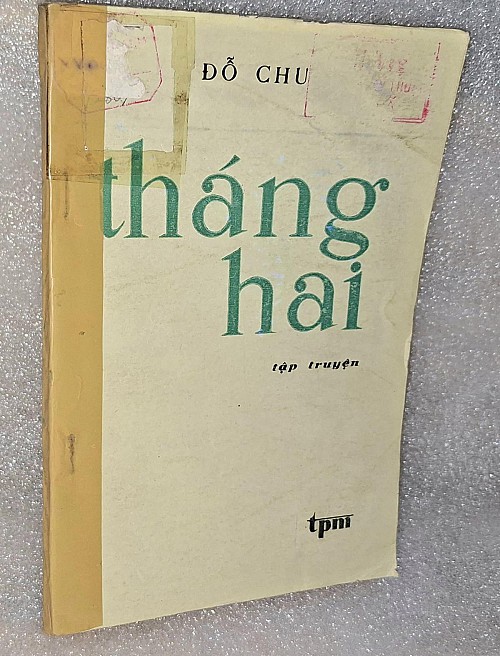 ĐỖ CHU
tháng
hai
tập truyện
tpm